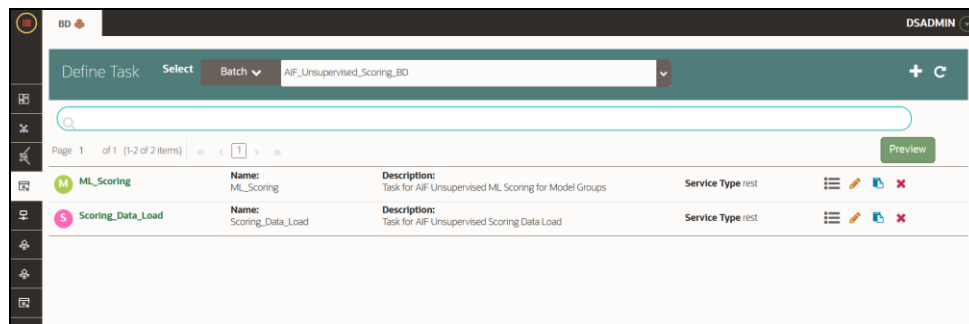 BD
DSADMIN
Define Task Select Batch AIF_Unsupervised_Scoring_BD
Page 1 of 1 (1-2 of 2 items) « < 1 > »
Preview
M ML_Scoring Name: Description: Service Type rest
ML_Scoring Task for AIF Unsupervised ML Scoring for Model Groups
S Scoring_Data_Load Name: Description: Service Type rest
Scoring_Data_Load Task for AIF Unsupervised Scoring Data Load